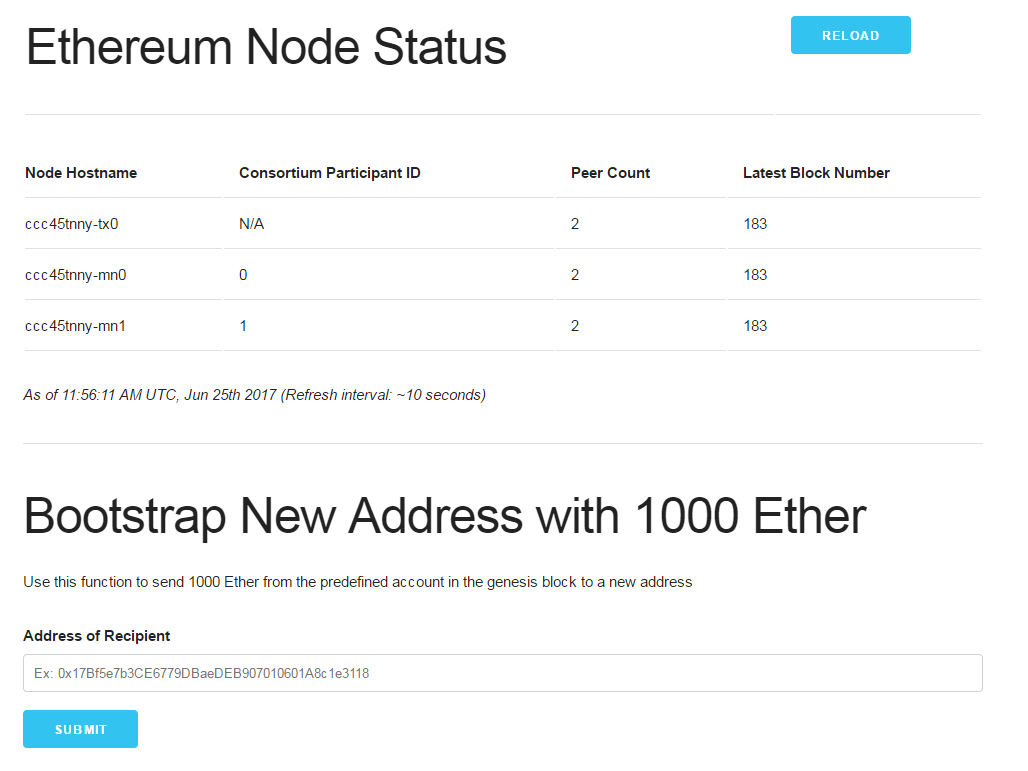 Ethereum Node Status
RELOAD
Node Hostname Consortium Participant ID Peer Count Latest Block Number
ccc45tnny-tx0 N/A 2 183
ccc45tnny-mn0 0 2 183
ccc45tnny-mn1 1 2 183
As of 11:56:11 AM UTC, Jun 25th 2017 (Refresh interval: ~10 seconds)
Bootstrap New Address with 1000 Ether
Use this function to send 1000 Ether from the predefined account in the genesis block to a new address
Address of Recipient
Ex: 0x17Bf5e7b3CE6779DBaeDEB907010601A8c1e3118
SUBMIT